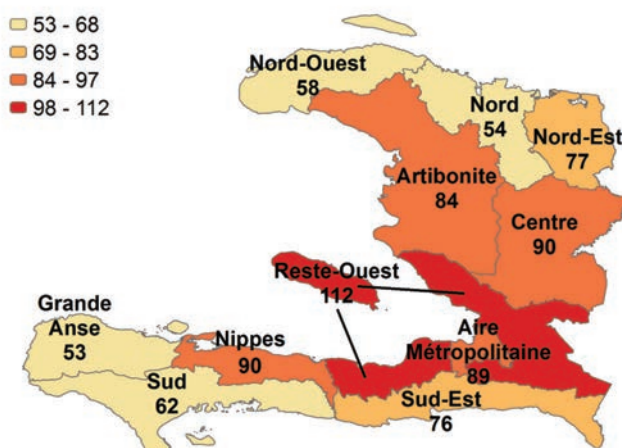 53 - 68
69 - 83
84 - 97
98 - 112
Nord-Ouest
58
Nord
54
Nord-Est
77
Artibonite
84
Centre
90
Reste-Ouest
112
Grande
Anse
53
Nippes
90
Aire
Métropolitaine
89
Sud
62
Sud-Est
76